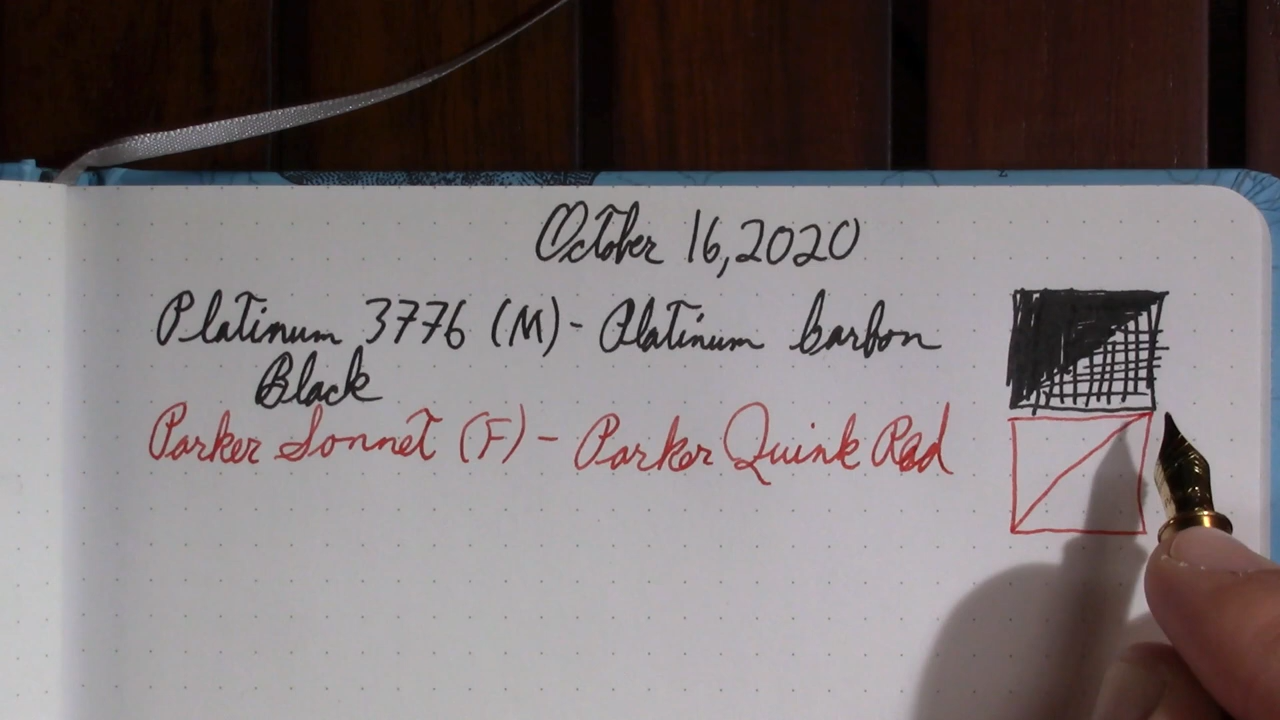 October 16, 2020
Platinum 3776 (M) - Platinum Carbon
Black
Parker Sonnet (F) - Parker Quink Red